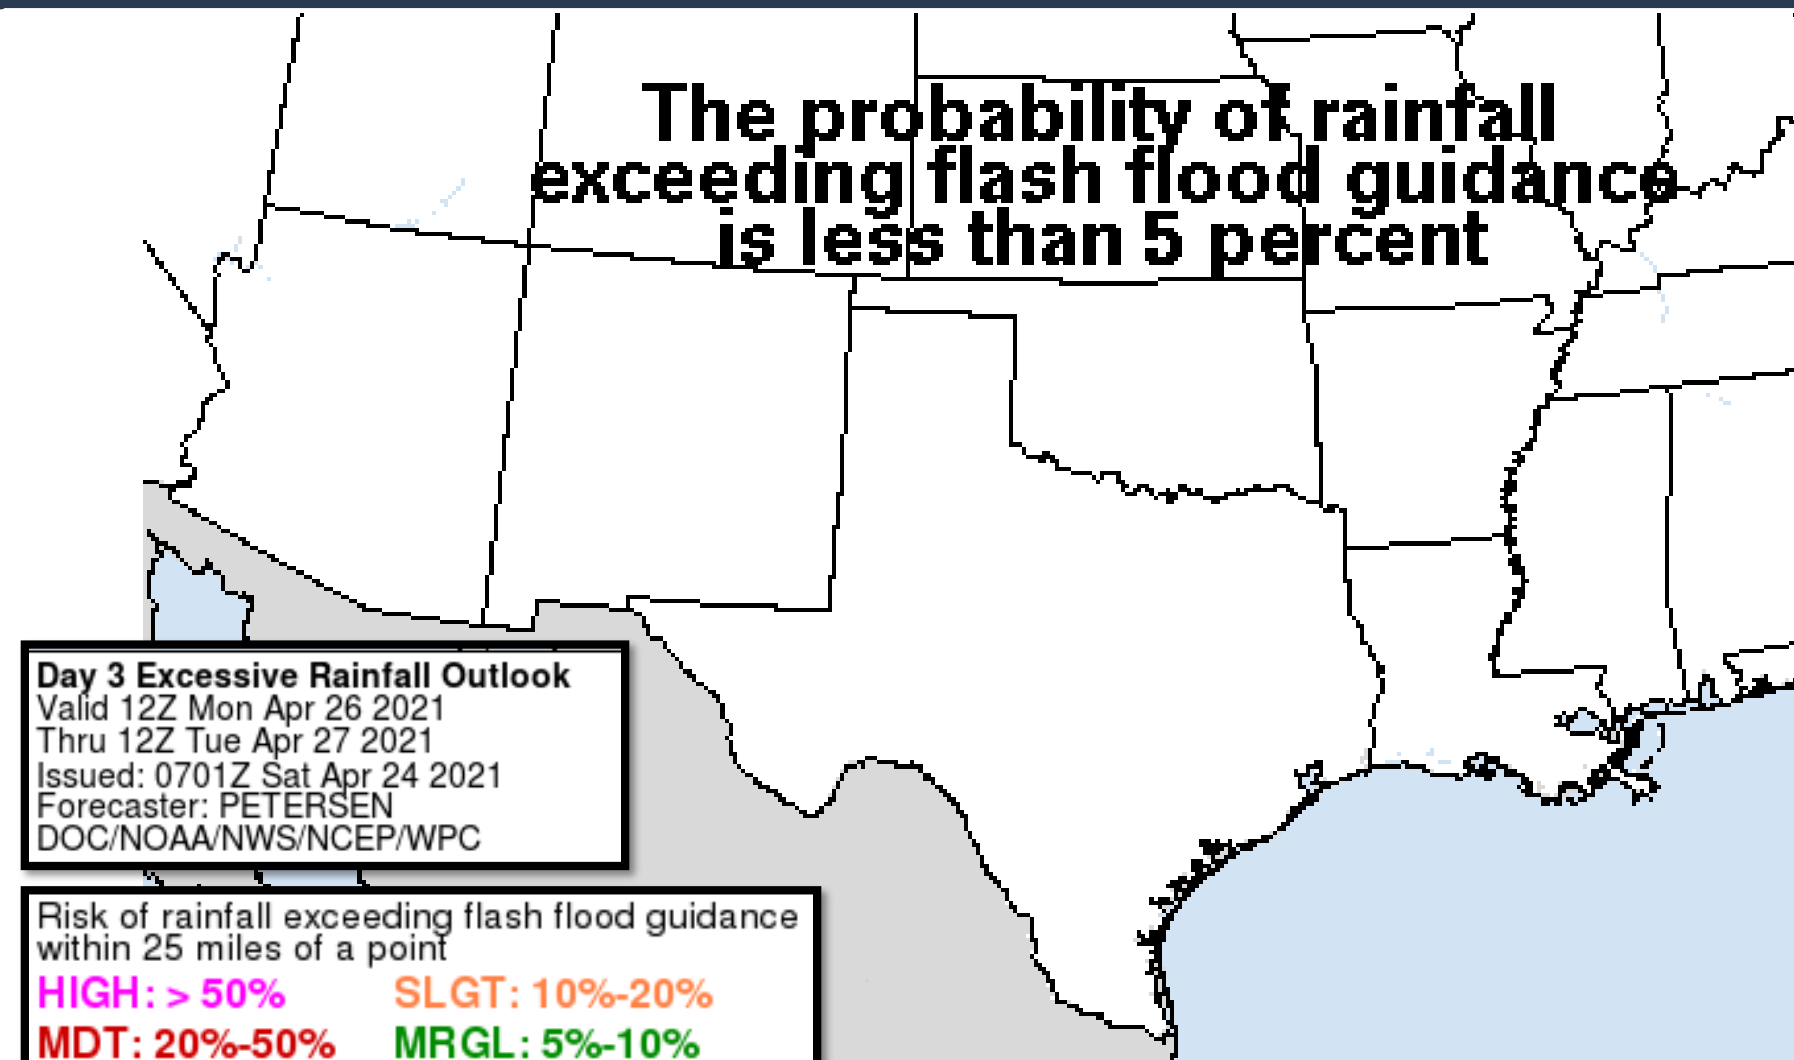 The probability of rainfall
exceeding flash flood guidance
is less than 5 percent
Day 3 Excessive Rainfall Outlook
Valid 12Z Mon Apr 26 2021
Thru 12Z Tue Apr 27 2021
Issued: 0701Z Sat Apr 24 2021
Forecaster: PETERSEN
DOC/NOAA/NWS/NCEP/WPC
Risk of rainfall exceeding flash flood guidance
within 25 miles of a point
HIGH: > 50% SLGT: 10%-20%
MDT: 20%-50% MRGL: 5%-10%